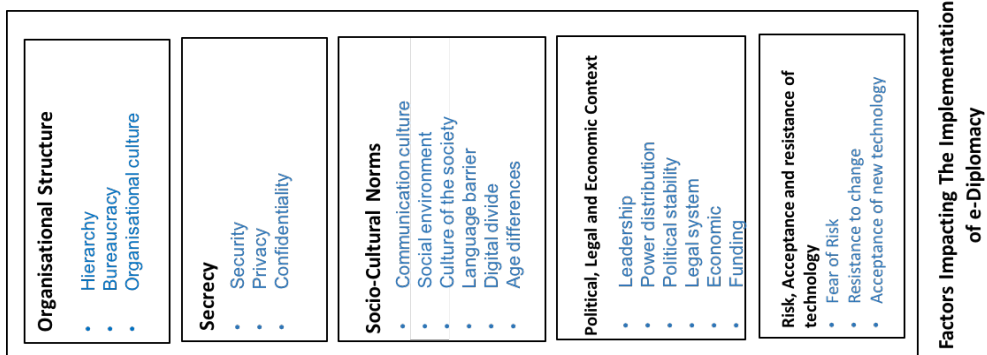 Organisational Structure
• Hierarchy
• Bureaucracy
• Organisational culture
Secrecy
• Security
• Privacy
• Confidentiality
Socio-Cultural Norms
• Communication culture
• Social environment
• Culture of the society
• Language barrier
• Digital divide
• Age differences
Political, Legal and Economic Context
• Leadership
• Power distribution
• Political stability
• Legal system
• Economic
• Funding
Risk, Acceptance and resistance of
technology
• Fear of Risk
• Resistance to change
• Acceptance of new technology
Factors Impacting The Implementation
of e-Diplomacy